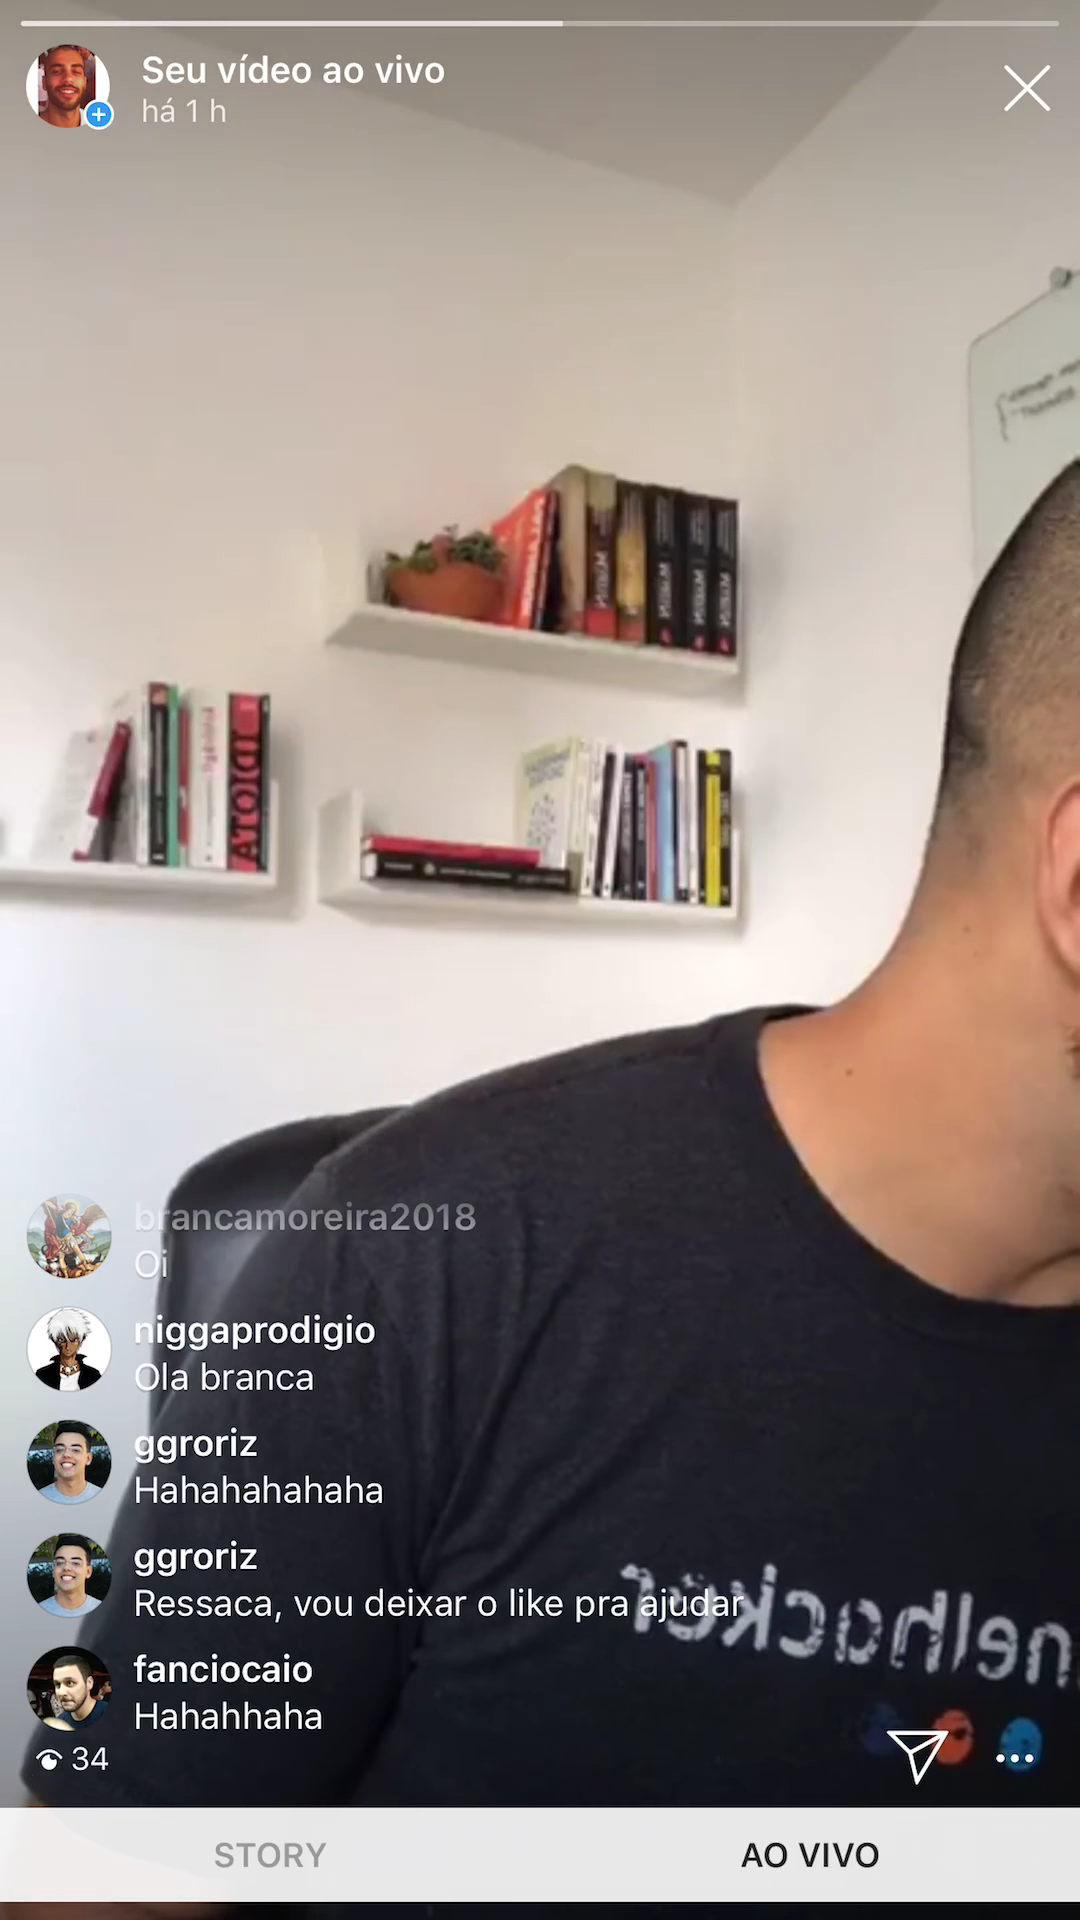 Seu vídeo ao vivo
há 1 h
brancamoreira2018
Oi
niggaprodigio
Ola branca
ggroriz
Hahahahahaha
ggroriz
Ressaca, vou deixar o like pra ajudar
nelhacker
fanciocaio
Hahahhaha
34
STORY
AO VIVO